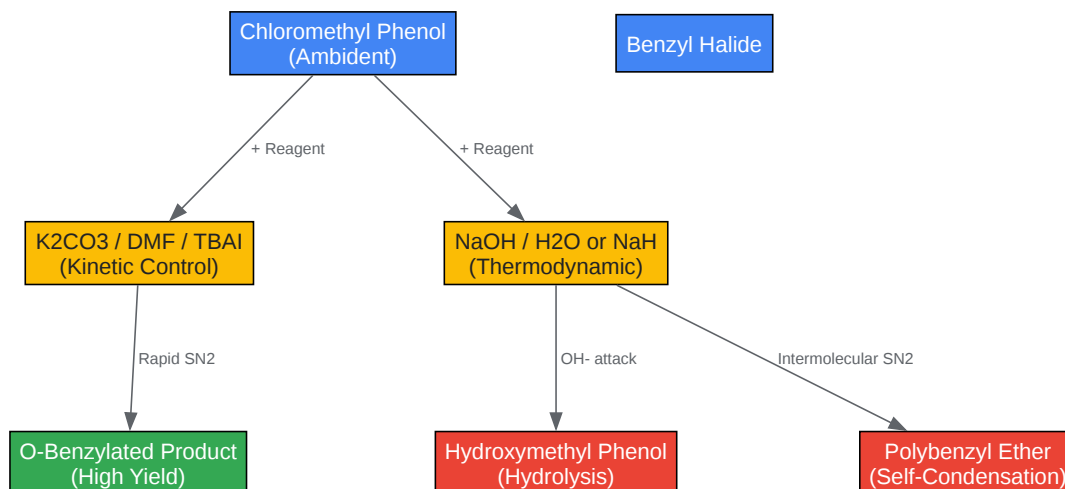 Chloromethyl Phenol
(Ambident)
Benzyl Halide
+ Reagent
+ Reagent
K2CO3 / DMF / TBAI
(Kinetic Control)
NaOH / H2O or NaH
(Thermodynamic)
Rapid SN2
OH- attack
Intermolecular SN2
O-Benzylated Product
(High Yield)
Hydroxymethyl Phenol
(Hydrolysis)
Polybenzyl Ether
(Self-Condensation)